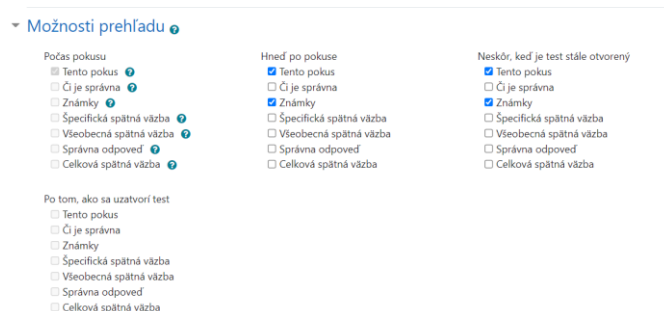 Možnosti prehľadu
Počas pokusu
Tento pokus
Či je správna
Známky
Špecifická spätná väzba
Všeobecná spätná väzba
Správna odpoveď
Celková spätná väzba
Hneď po pokuse
Tento pokus
Či je správna
Známky
Špecifická spätná väzba
Všeobecná spätná väzba
Správna odpoveď
Celková spätná väzba
Neskôr, keď je test stále otvorený
Tento pokus
Či je správna
Známky
Špecifická spätná väzba
Všeobecná spätná väzba
Správna odpoveď
Celková spätná väzba
Po tom, ako sa uzatvorí test
Tento pokus
Či je správna
Známky
Špecifická spätná väzba
Všeobecná spätná väzba
Správna odpoveď
Celková spätná väzba